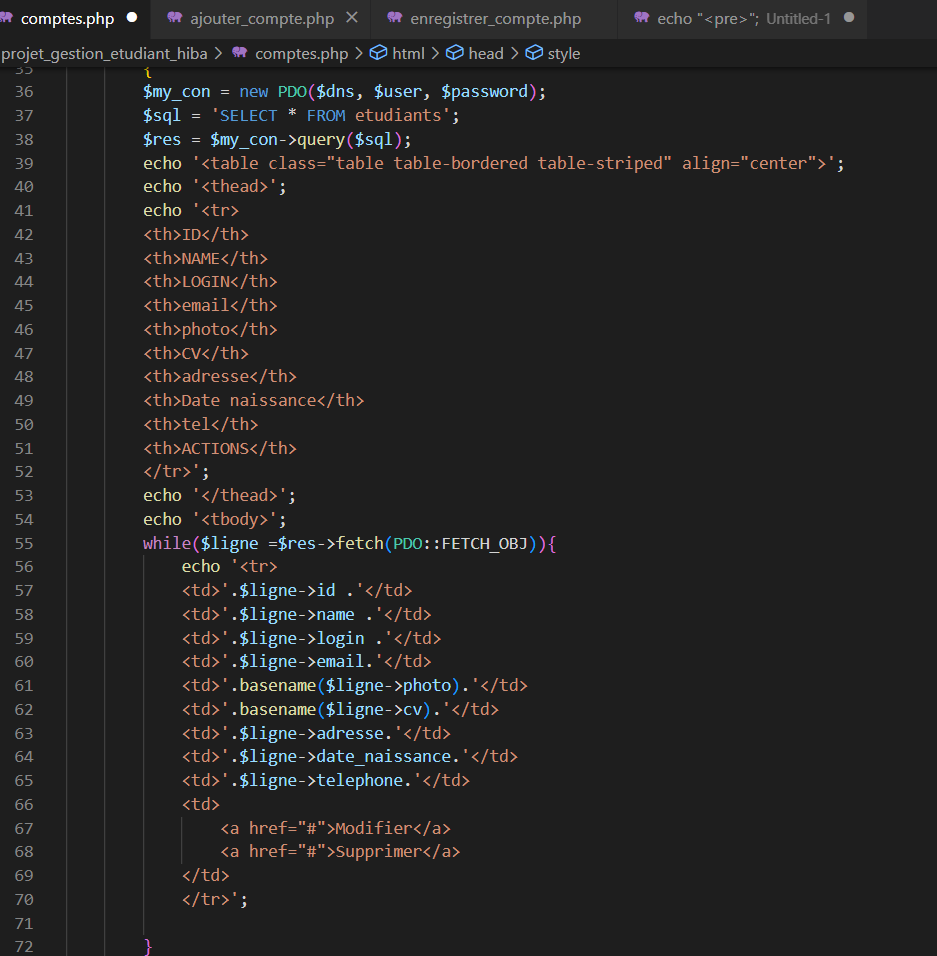 comptes.php ajouter_compte.php enregistrer_compte.php echo "<pre>"; Untitled-1
projet_gestion_etudiant_hiba > comptes.php > html > head > style
35 {
36 $my_con = new PDO($dns, $user, $password);
37 $sql = 'SELECT * FROM etudiants';
38 $res = $my_con->query($sql);
39 echo '<table class="table table-bordered table-striped" align="center">';
40 echo '<thead>';
41 echo '<tr>
42 <th>ID</th>
43 <th>NAME</th>
44 <th>LOGIN</th>
45 <th>email</th>
46 <th>photo</th>
47 <th>CV</th>
48 <th>adresse</th>
49 <th>Date naissance</th>
50 <th>tel</th>
51 <th>ACTIONS</th>
52 </tr>';
53 echo '</thead>';
54 echo '<tbody>';
55 while($ligne =$res->fetch(PDO::FETCH_OBJ)){
56 echo '<tr>
57 <td>'.$ligne->id .'</td>
58 <td>'.$ligne->name .'</td>
59 <td>'.$ligne->login .'</td>
60 <td>'.$ligne->email.'</td>
61 <td>'.basename($ligne->photo).'</td>
62 <td>'.basename($ligne->cv).'</td>
63 <td>'.$ligne->adresse.'</td>
64 <td>'.$ligne->date_naissance.'</td>
65 <td>'.$ligne->telephone.'</td>
66 <td>
67 <a href="#">Modifier</a>
68 <a href="#">Supprimer</a>
69 </td>
70 </tr>';
71
72 }